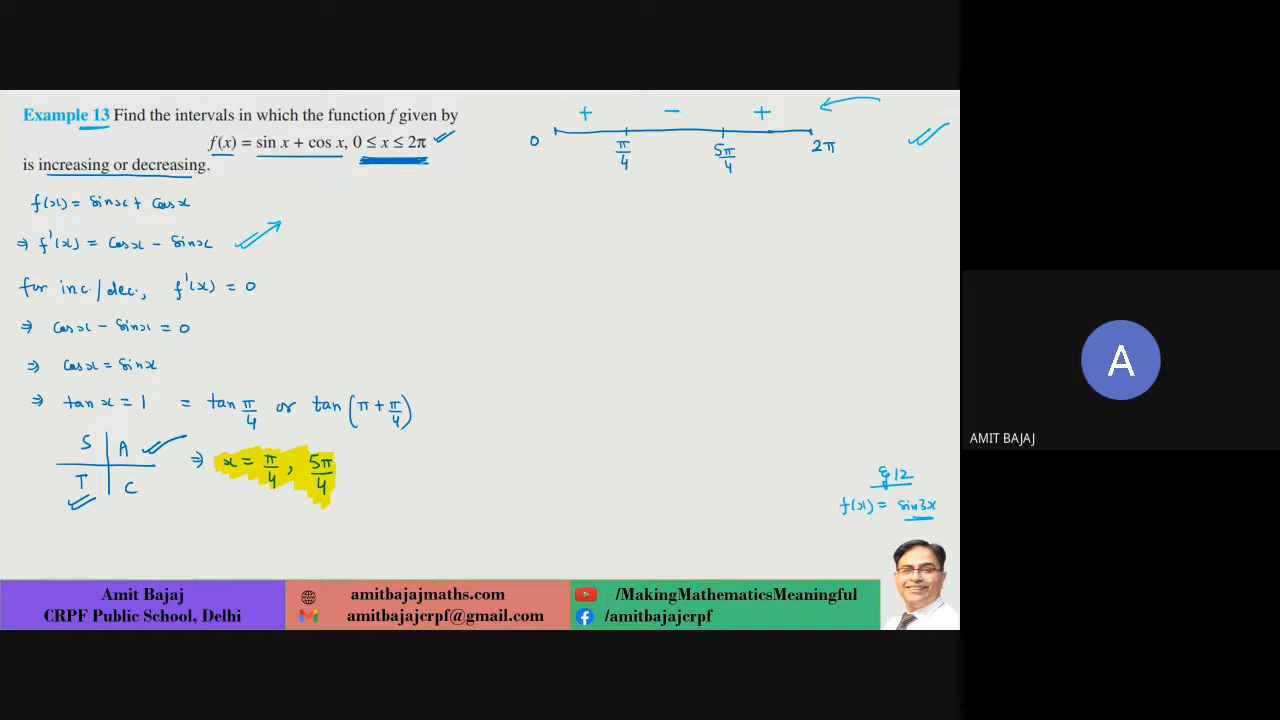 Example 13 Find the intervals in which the function f given by
f(x) = sin x + cos x, 0 ≤ x ≤ 2π
is increasing or decreasing.
+ − +
0 π/4 5π/4 2π
f(x) = sinx + cosx
⇒ f'(x) = cosx − sinx
for inc./dec., f'(x) = 0
⇒ cosx − sinx = 0
⇒ cosx = sinx
⇒ tan x = 1 = tan π/4 or tan (π + π/4)
S A
T C
⇒ x = π/4, 5π/4
Eg 12
f(x) = sin3x
A
AMIT BAJAJ
Amit Bajaj
CRPF Public School, Delhi
amitbajajmaths.com
amitbajajcrpf@gmail.com
/MakingMathematicsMeaningful
/amitbajajcrpf